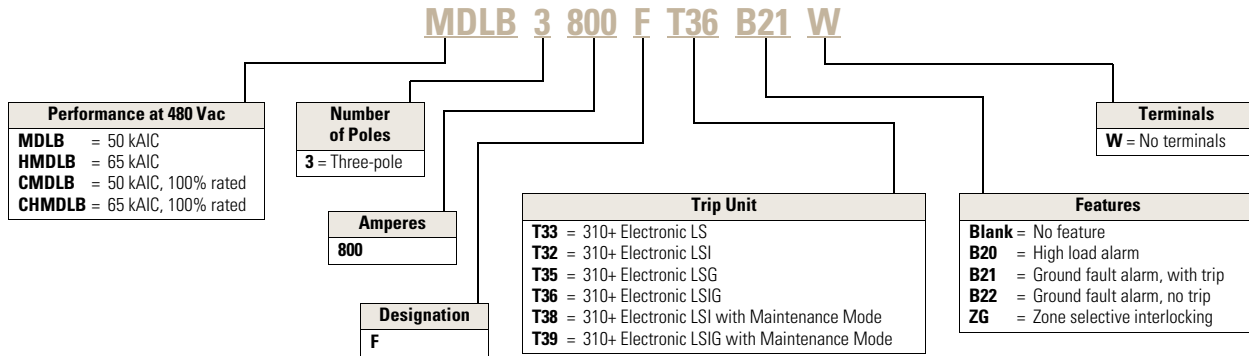 MDLB 3 800 F T36 B21 W
Performance at 480 Vac
MDLB = 50 kAIC
HMDLB = 65 kAIC
CMDLB = 50 kAIC, 100% rated
CHMDLB = 65 kAIC, 100% rated
Number
of Poles
3 = Three-pole
Amperes
800
Designation
F
Trip Unit
T33 = 310+ Electronic LS
T32 = 310+ Electronic LSI
T35 = 310+ Electronic LSG
T36 = 310+ Electronic LSIG
T38 = 310+ Electronic LSI with Maintenance Mode
T39 = 310+ Electronic LSIG with Maintenance Mode
Features
Blank = No feature
B20 = High load alarm
B21 = Ground fault alarm, with trip
B22 = Ground fault alarm, no trip
ZG = Zone selective interlocking
Terminals
W = No terminals